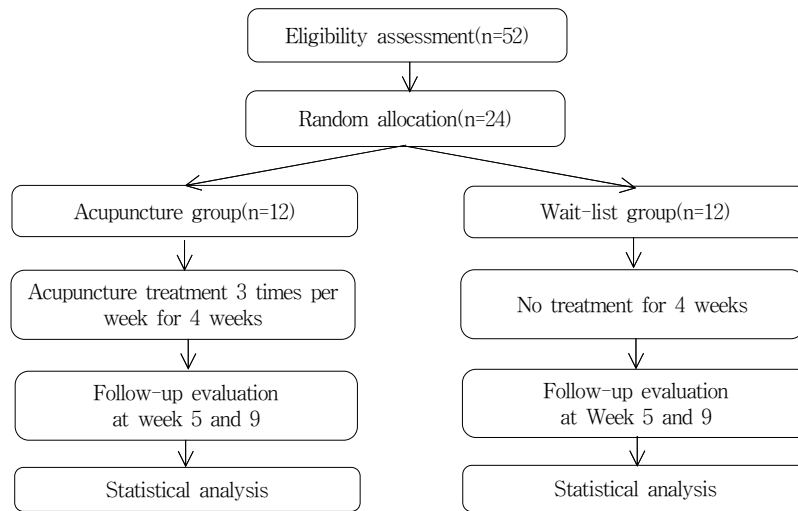 Eligibility assessment(n=52)
Random allocation(n=24)
Acupuncture group(n=12)
Wait-list group(n=12)
Acupuncture treatment 3 times per
week for 4 weeks
No treatment for 4 weeks
Follow-up evaluation
at week 5 and 9
Follow-up evaluation
at Week 5 and 9
Statistical analysis
Statistical analysis